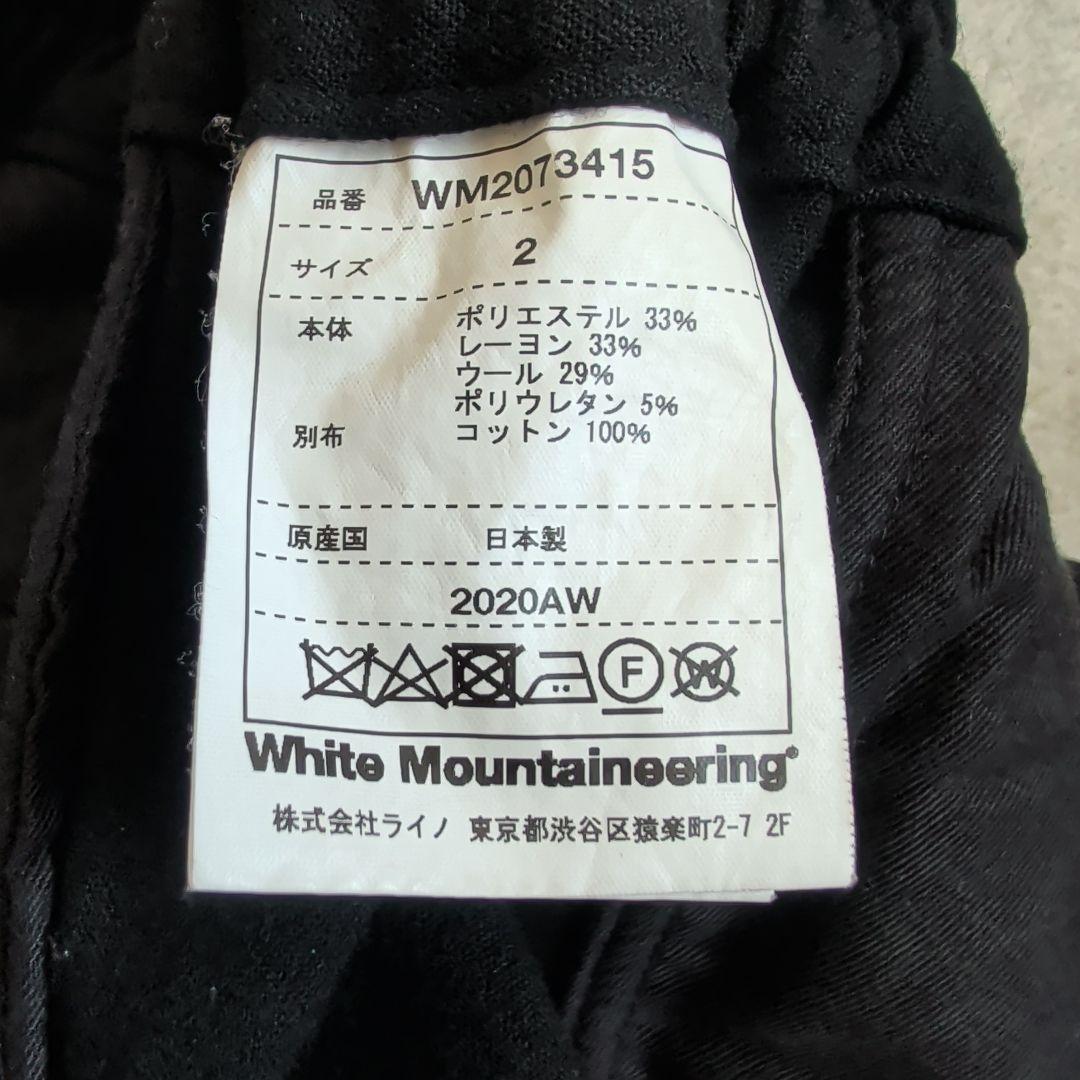 品番 WM2073415
サイズ 2
本体 ポリエステル 33%
レーヨン 33%
ウール 29%
ポリウレタン 5%
別布 コットン 100%
原産国 日本製
2020AW
F W
White Mountaineering®
株式会社ライノ 東京都渋谷区猿楽町2-7 2F